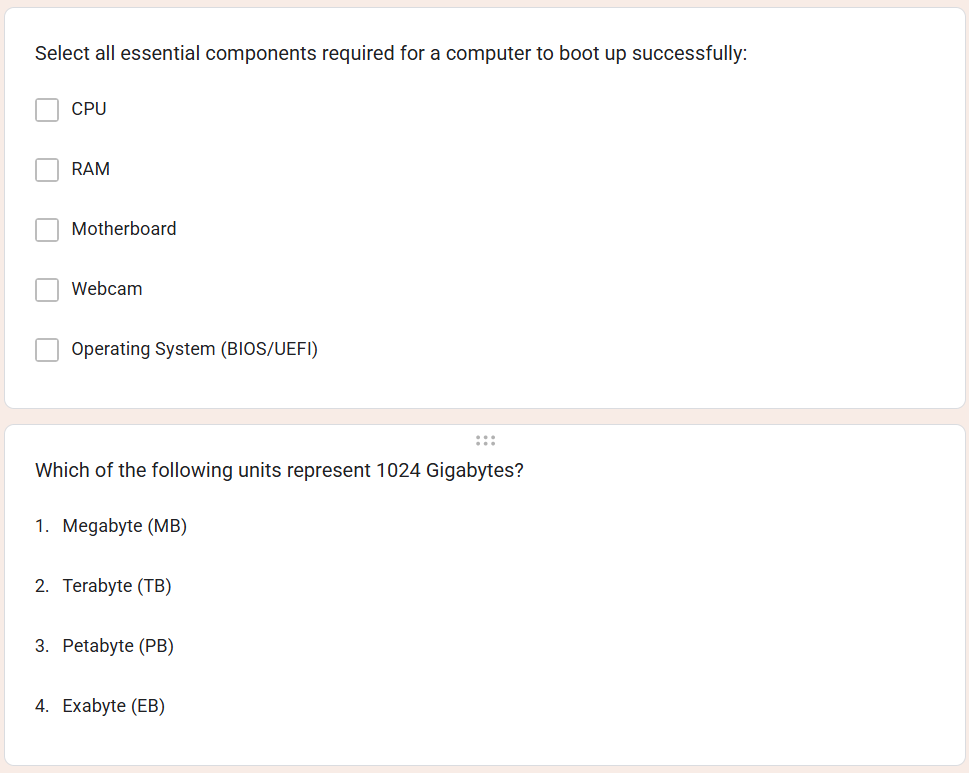 Select all essential components required for a computer to boot up successfully:
CPU
RAM
Motherboard
Webcam
Operating System (BIOS/UEFI)
Which of the following units represent 1024 Gigabytes?
1. Megabyte (MB)
2. Terabyte (TB)
3. Petabyte (PB)
4. Exabyte (EB)